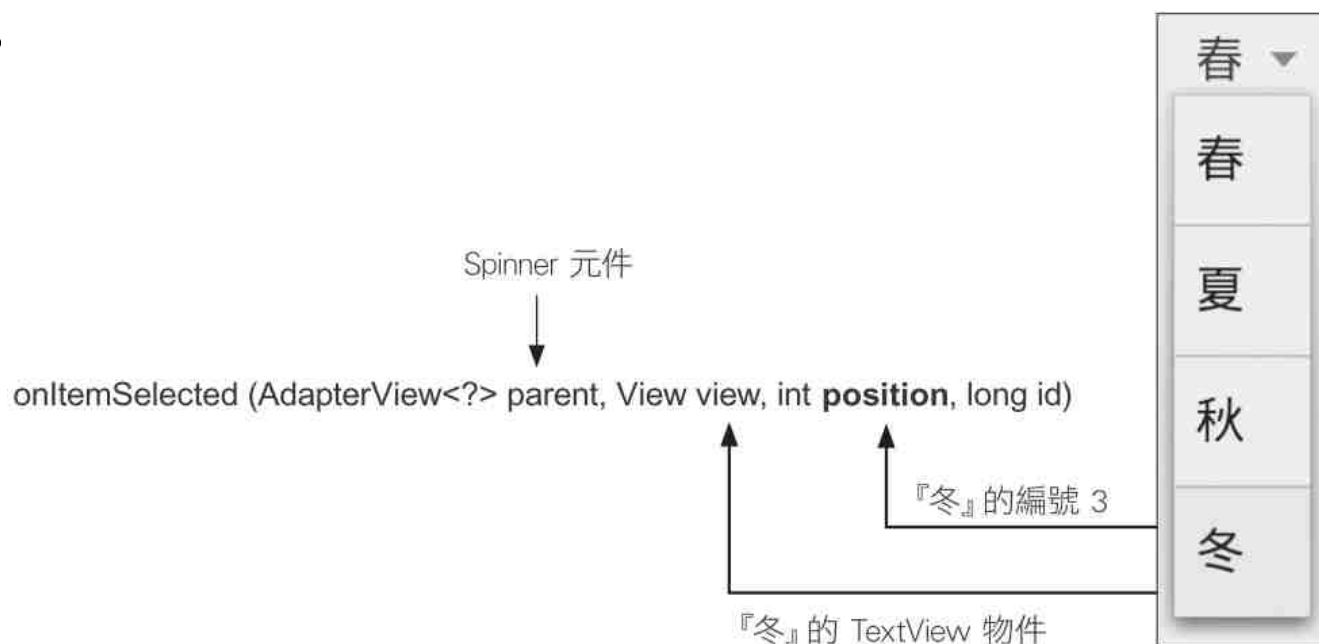 春
春
夏
秋
冬
Spinner 元件
onItemSelected (AdapterView<?> parent, View view, int position, long id)
『冬』的編號 3
『冬』的 TextView 物件